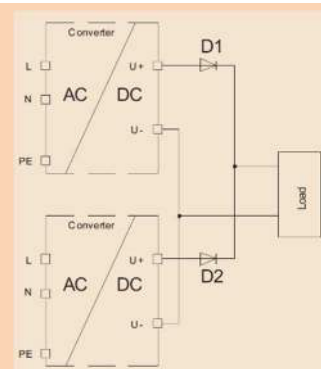 Converter
D1
L
U+
N
AC
DC
U-
PE
Load
Converter
L
U+
N
AC
DC
D2
U-
PE